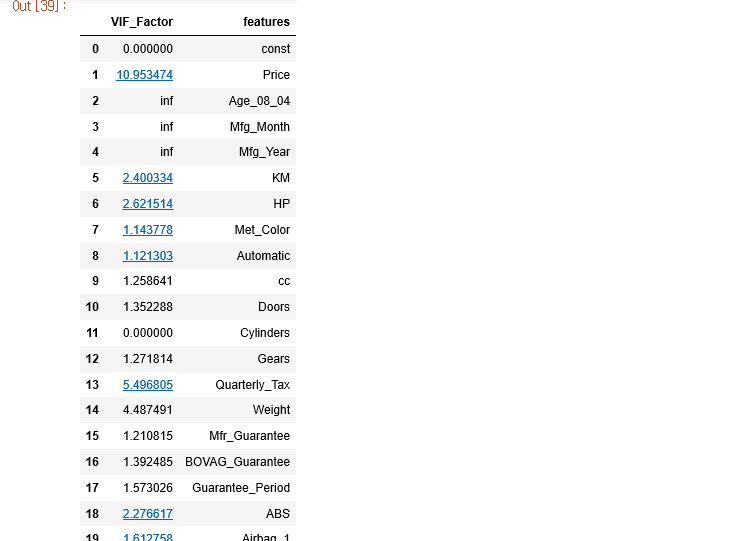 Out [39]:
VIF_Factor features
0 0.000000 const
1 10.953474 Price
2 inf Age_08_04
3 inf Mfg_Month
4 inf Mfg_Year
5 2.400334 KM
6 2.621514 HP
7 1.143778 Met_Color
8 1.121303 Automatic
9 1.258641 cc
10 1.352288 Doors
11 0.000000 Cylinders
12 1.271814 Gears
13 5.496805 Quarterly_Tax
14 4.487491 Weight
15 1.210815 Mfr_Guarantee
16 1.392485 BOVAG_Guarantee
17 1.573026 Guarantee_Period
18 2.276617 ABS
19 1.612758 Airbag_1